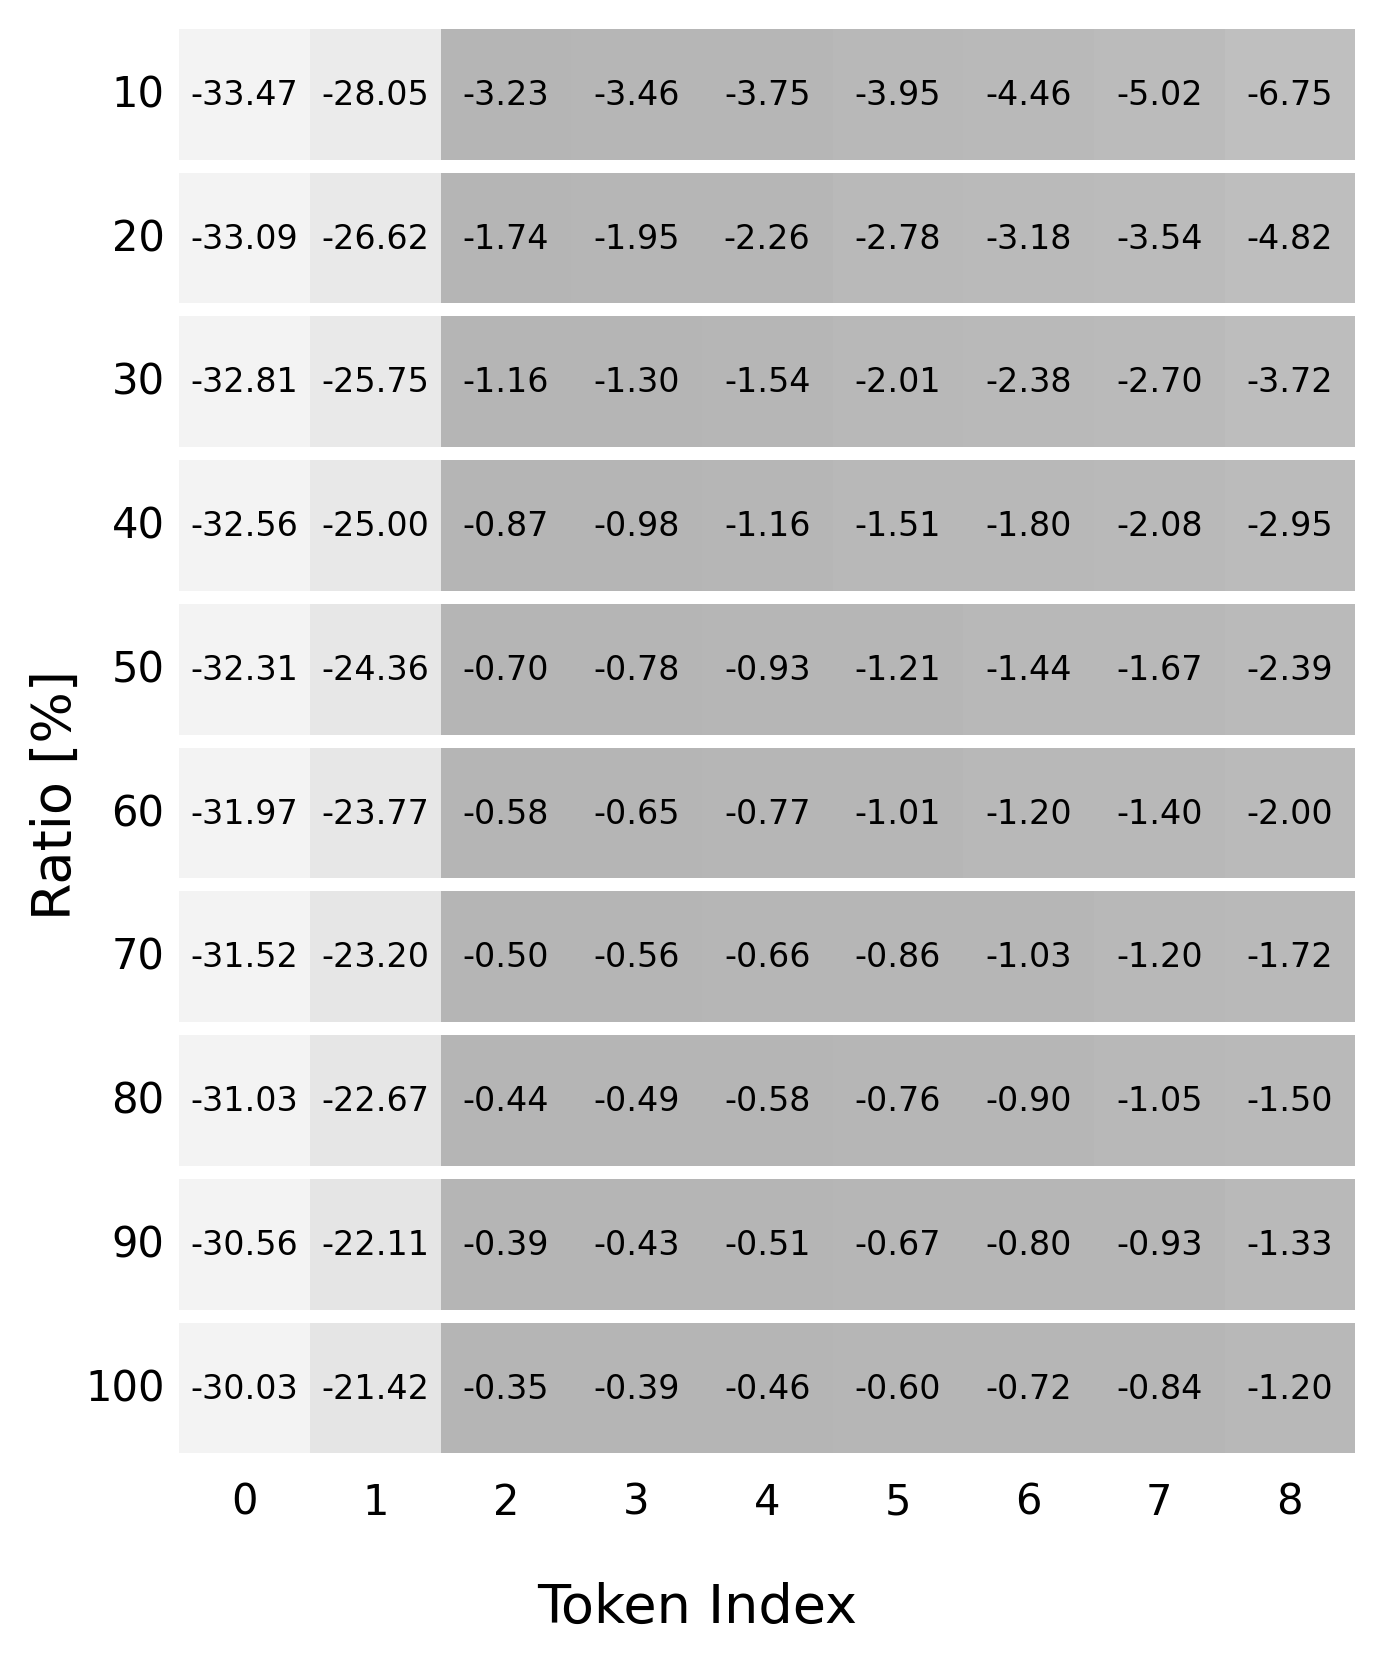 10 -33.47 -28.05 -3.23 -3.46 -3.75 -3.95 -4.46 -5.02 -6.75
20 -33.09 -26.62 -1.74 -1.95 -2.26 -2.78 -3.18 -3.54 -4.82
30 -32.81 -25.75 -1.16 -1.30 -1.54 -2.01 -2.38 -2.70 -3.72
40 -32.56 -25.00 -0.87 -0.98 -1.16 -1.51 -1.80 -2.08 -2.95
50 -32.31 -24.36 -0.70 -0.78 -0.93 -1.21 -1.44 -1.67 -2.39
60 -31.97 -23.77 -0.58 -0.65 -0.77 -1.01 -1.20 -1.40 -2.00
70 -31.52 -23.20 -0.50 -0.56 -0.66 -0.86 -1.03 -1.20 -1.72
80 -31.03 -22.67 -0.44 -0.49 -0.58 -0.76 -0.90 -1.05 -1.50
90 -30.56 -22.11 -0.39 -0.43 -0.51 -0.67 -0.80 -0.93 -1.33
100 -30.03 -21.42 -0.35 -0.39 -0.46 -0.60 -0.72 -0.84 -1.20
0 1 2 3 4 5 6 7 8
Token Index
Ratio [%]